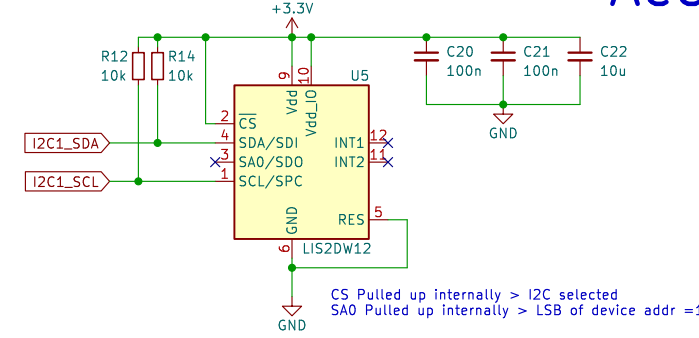 +3.3V
R12
10k
R14
10k
C20
100n
C21
100n
C22
10u
GND
U5
9
10
Vdd
Vdd_IO
2
CS
I2C1_SDA
4
SDA/SDI
INT1
12
3
SA0/SDO
INT2
11
I2C1_SCL
1
SCL/SPC
RES
5
GND
6
LIS2DW12
GND
CS Pulled up internally > I2C selected
SA0 Pulled up internally > LSB of device addr =1